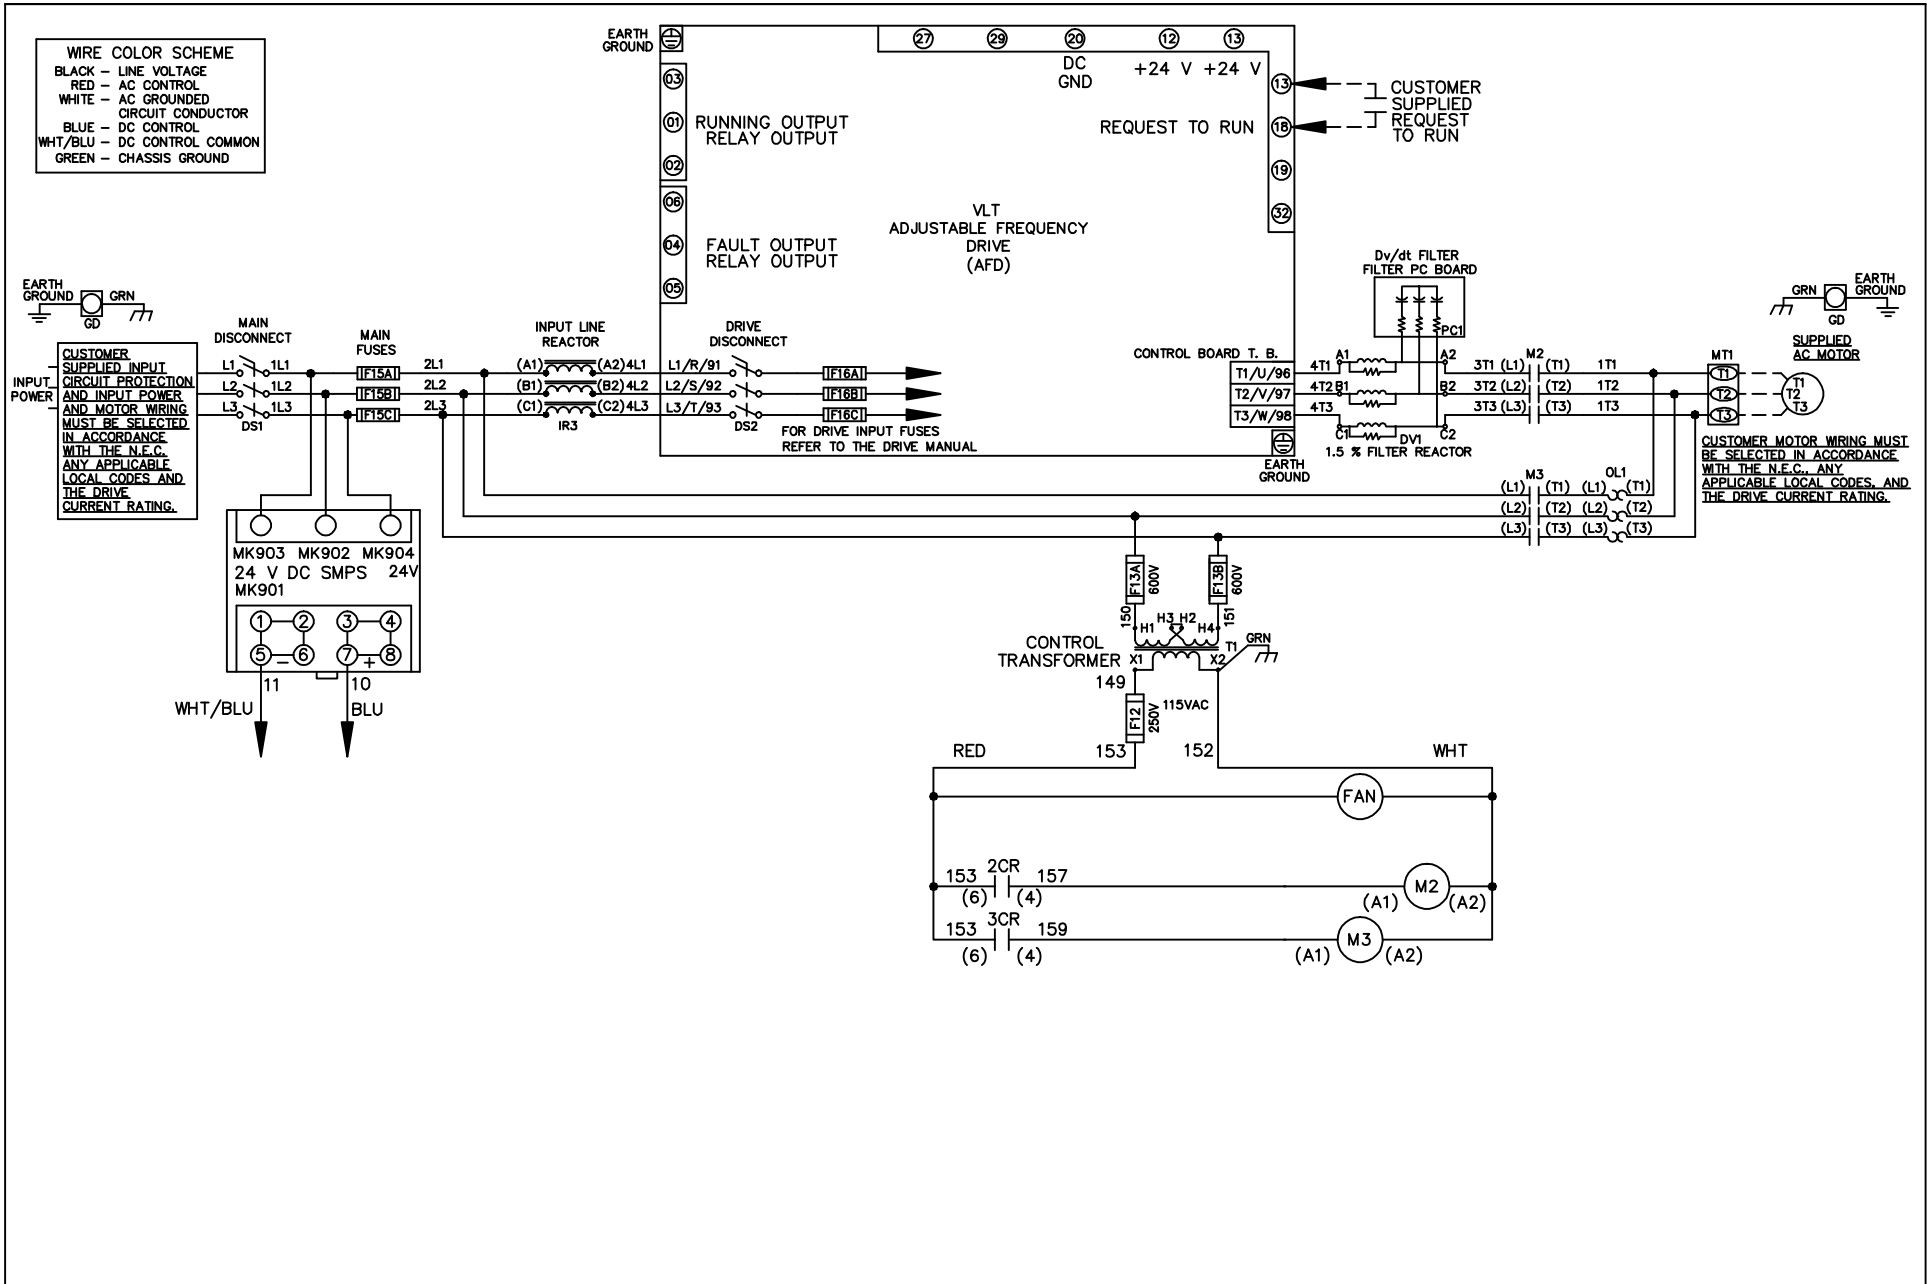 WIRE COLOR SCHEME
BLACK – LINE VOLTAGE
RED – AC CONTROL
WHITE – AC GROUNDED
CIRCUIT CONDUCTOR
BLUE – DC CONTROL
WHT/BLU – DC CONTROL COMMON
GREEN – CHASSIS GROUND
EARTH
GROUND
27 29 20 12 13
DC
GND
+24 V +24 V
03
01
02
RUNNING OUTPUT
RELAY OUTPUT
06
04
05
FAULT OUTPUT
RELAY OUTPUT
VLT
ADJUSTABLE FREQUENCY
DRIVE
(AFD)
REQUEST TO RUN
13
18
19
32
CUSTOMER
SUPPLIED
REQUEST
TO RUN
Dv/dt FILTER
FILTER PC BOARD
PC1
EARTH
GROUND
GRN
GD
INPUT
POWER
CUSTOMER
SUPPLIED INPUT
CIRCUIT PROTECTION
AND INPUT POWER
AND MOTOR WIRING
MUST BE SELECTED
IN ACCORDANCE
WITH THE N.E.C.
ANY APPLICABLE
LOCAL CODES AND
THE DRIVE
CURRENT RATING.
MAIN
DISCONNECT
L1 1L1
L2 1L2
L3 1L3
DS1
MAIN
FUSES
F15A
F15B
F15C
2L1
2L2
2L3
INPUT LINE
REACTOR
(A1) (A2) 4L1
(B1) (B2) 4L2
(C1) (C2) 4L3
IR3
DRIVE
DISCONNECT
L1/R/91
L2/S/92
L3/T/93
DS2
F16A
F16B
F16C
FOR DRIVE INPUT FUSES
REFER TO THE DRIVE MANUAL
CONTROL BOARD T. B.
T1/U/96
T2/V/97
T3/W/98
EARTH
GROUND
4T1 A1 A2
4T2 B1 B2
4T3
C1 C2
DV1
1.5 % FILTER REACTOR
M2
3T1 (L1) (T1) 1T1
3T2 (L2) (T2) 1T2
3T3 (L3) (T3) 1T3
MT1
T1
T2
T3
GRN
EARTH
GROUND
GD
SUPPLIED
AC MOTOR
T1
T2
T3
CUSTOMER MOTOR WIRING MUST
BE SELECTED IN ACCORDANCE
WITH THE N.E.C., ANY
APPLICABLE LOCAL CODES, AND
THE DRIVE CURRENT RATING.
M3 OL1
(L1) (T1) (L1) (T1)
(L2) (T2) (L2) (T2)
(L3) (T3) (L3) (T3)
MK903 MK902 MK904
24 V DC SMPS 24V
MK901
1 2 3 4
5 – 6 7 + 8
11 10
WHT/BLU BLU
F13A
600V
F13B
600V
150 151
H1 H3 H2 H4
CONTROL
TRANSFORMER
X1 X2
T1
GRN
149
F12
250V
115VAC
RED 153 152 WHT
FAN
2CR
153 157
(6) (4)
M2
(A1) (A2)
3CR
153 159
(6) (4)
M3
(A1) (A2)